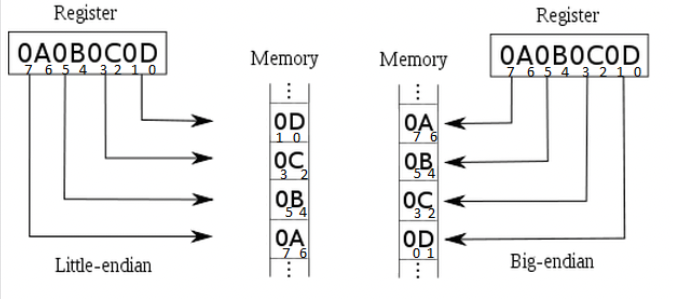 Register
0A0B0C0D
7 6 5 4 3 2 1 0
Memory
⋮
0D
1 0
0C
3 2
0B
5 4
0A
7 6
⋮
Little-endian
Register
0A0B0C0D
7 6 5 4 3 2 1 0
Memory
⋮
0A
7 6
0B
5 4
0C
3 2
0D
0 1
⋮
Big-endian